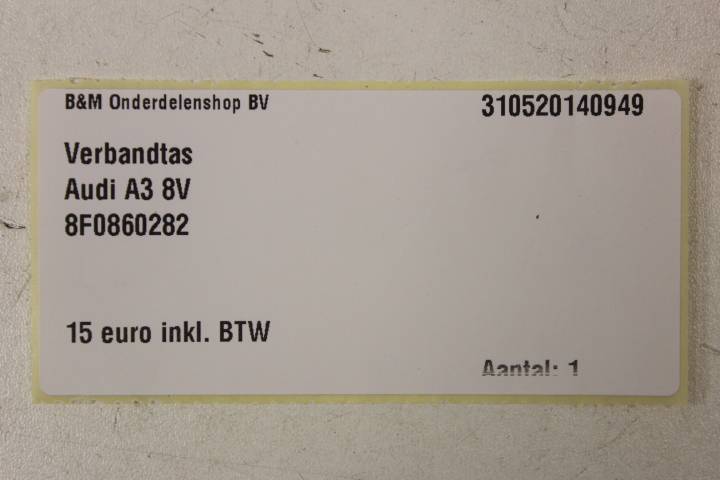 B&M Onderdelenshop BV 310520140949
Verbandtas
Audi A3 8V
8F0860282
15 euro inkl. BTW
Aantal: 1